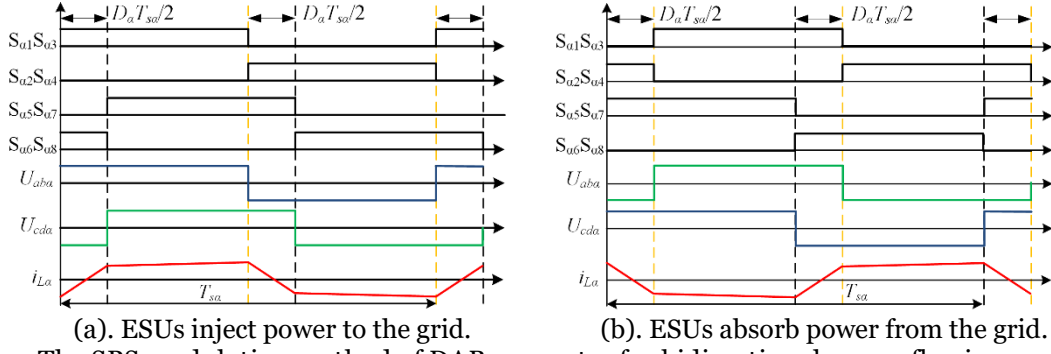 DαTsα/2 DαTsα/2
Sα1Sα3
Sα2Sα4
Sα5Sα7
Sα6Sα8
Uabα
Ucdα
iLα
Tsα
(a). ESUs inject power to the grid.
DαTsα/2 DαTsα/2
Sα1Sα3
Sα2Sα4
Sα5Sα7
Sα6Sα8
Uabα
Ucdα
iLα
Tsα
(b). ESUs absorb power from the grid.